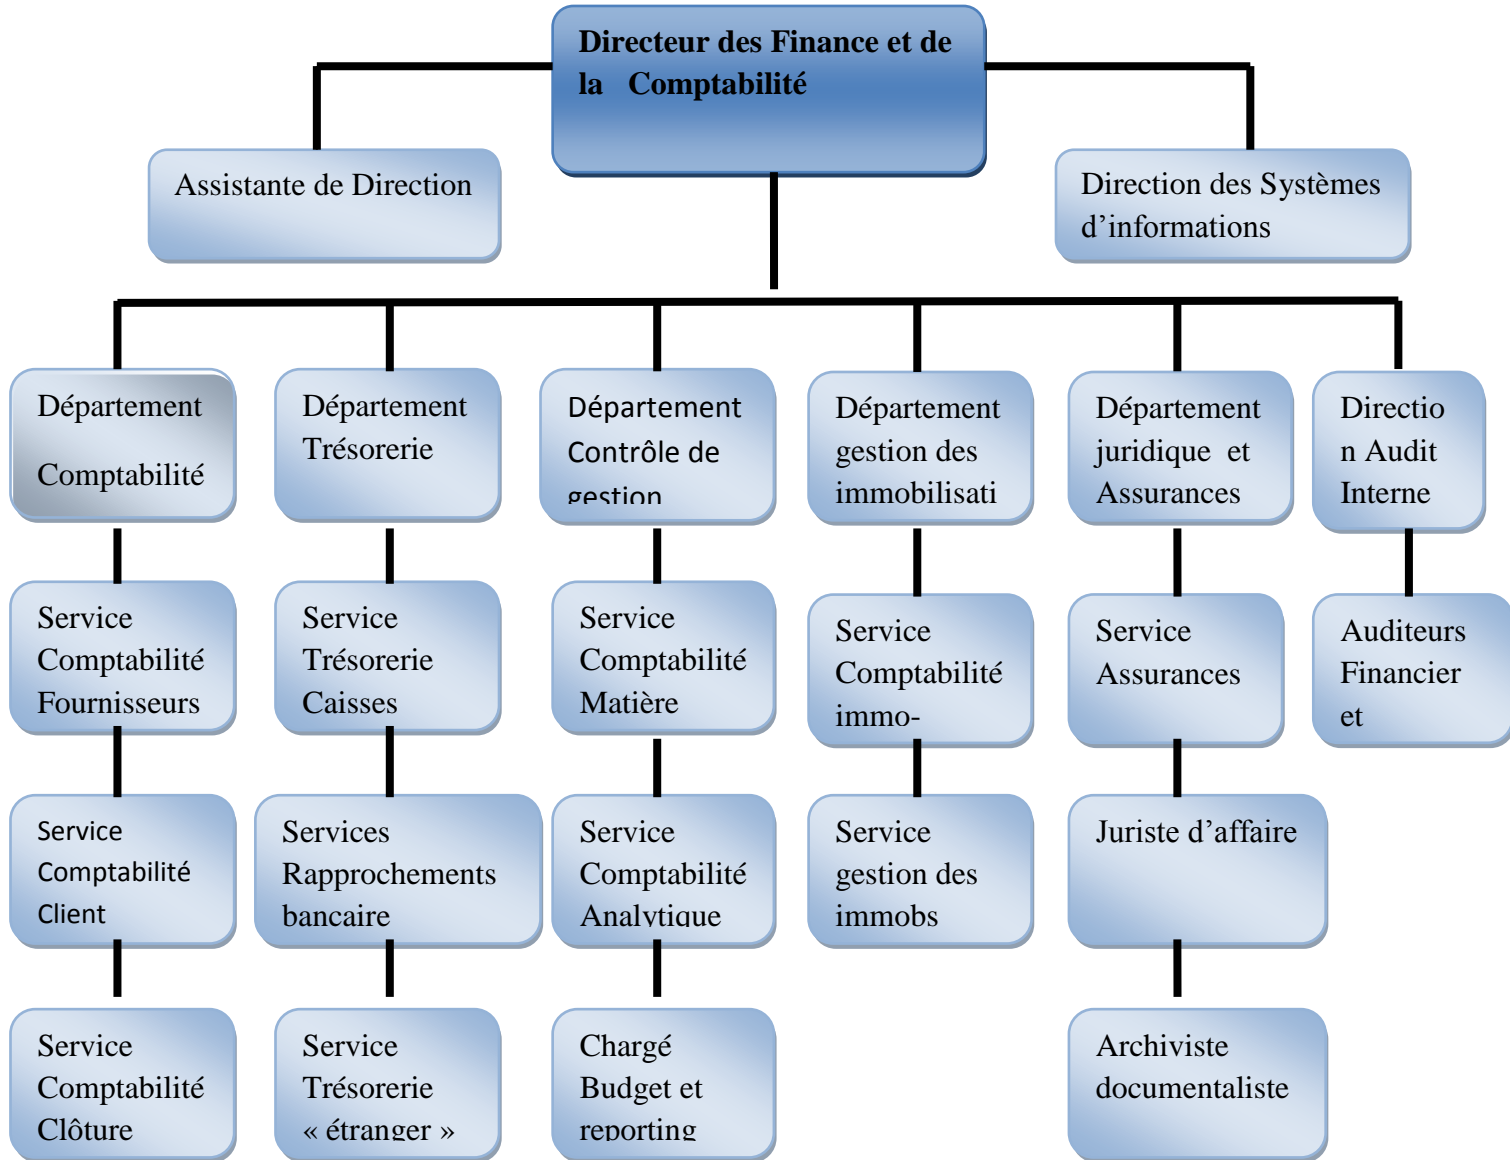 Directeur des Finance et de
la Comptabilité
Assistante de Direction
Direction des Systèmes
d’informations
Département
Comptabilité
Département
Trésorerie
Département
Contrôle de
gestion
Département
gestion des
immobilisati
Département
juridique et
Assurances
Directio
n Audit
Interne
Service
Comptabilité
Fournisseurs
Service
Trésorerie
Caisses
Service
Comptabilité
Matière
Service
Comptabilité
immo-
Service
Assurances
Auditeurs
Financier
et
Service
Comptabilité
Client
Services
Rapprochements
bancaire
Service
Comptabilité
Analytique
Service
gestion des
immobs
Juriste d’affaire
Service
Comptabilité
Clôture
Service
Trésorerie
« étranger »
Chargé
Budget et
reporting
Archiviste
documentaliste